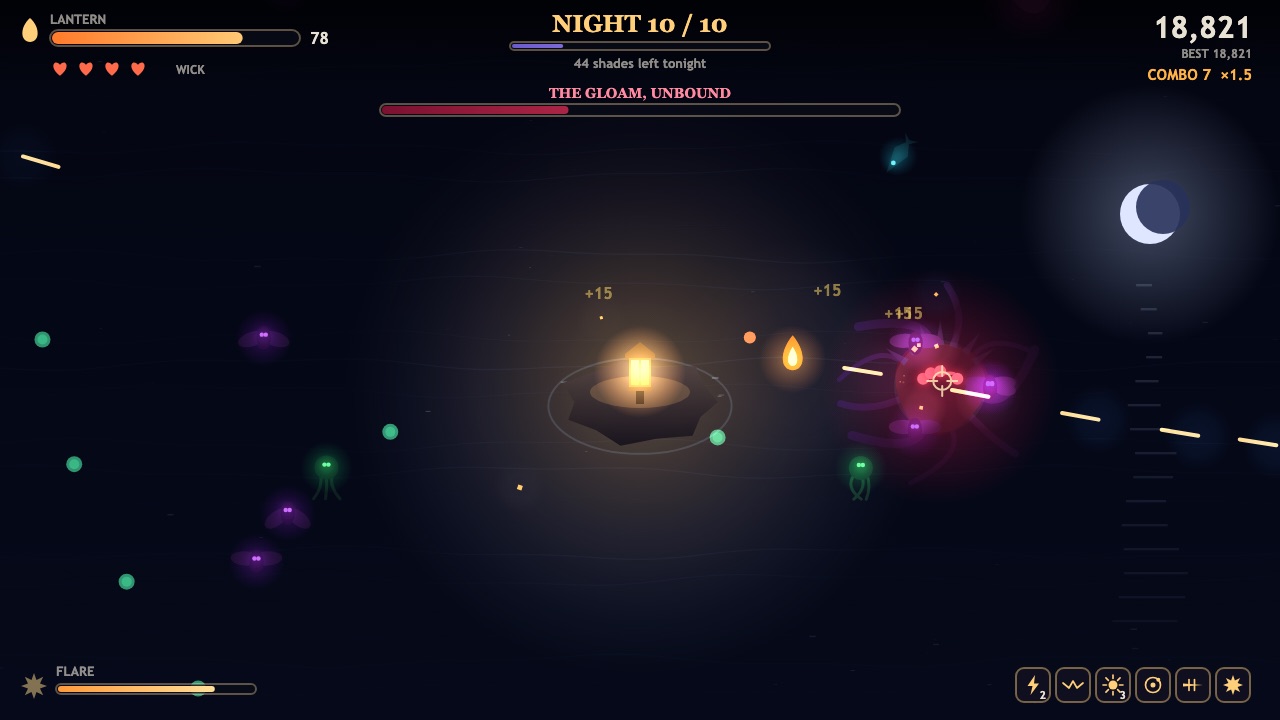 LANTERN
78
WICK
NIGHT 10 / 10
44 shades left tonight
THE GLOAM, UNBOUND
18,821
BEST 18,821
COMBO 7 ×1.5
+15
+15
+15
FLARE
2
3